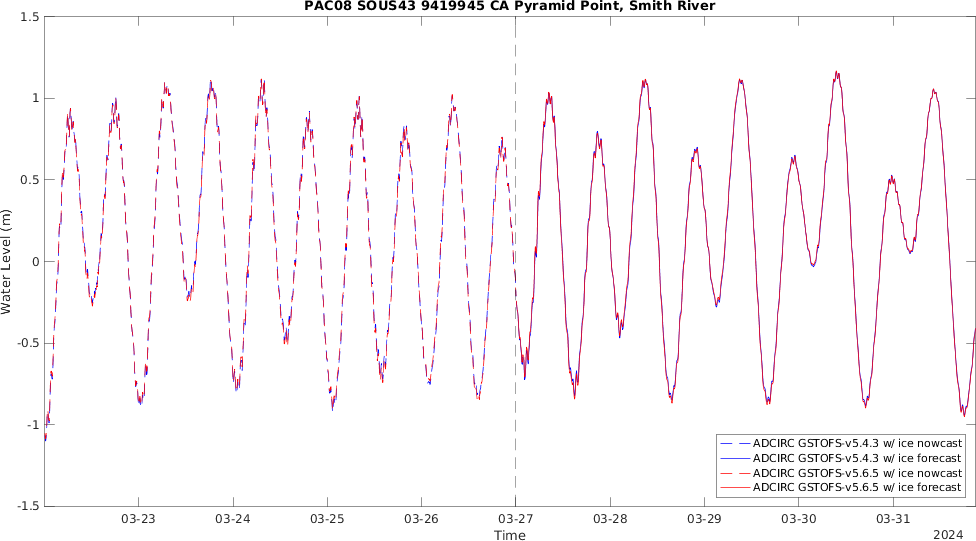 PAC08 SOUS43 9419945 CA Pyramid Point, Smith River
1.5
1
0.5
0
-0.5
-1
-1.5
Water Level (m)
ADCIRC GSTOFS-v5.4.3 w/ ice nowcast
ADCIRC GSTOFS-v5.4.3 w/ ice forecast
ADCIRC GSTOFS-v5.6.5 w/ ice nowcast
ADCIRC GSTOFS-v5.6.5 w/ ice forecast
03-23 03-24 03-25 03-26 03-27 03-28 03-29 03-30 03-31
Time
2024